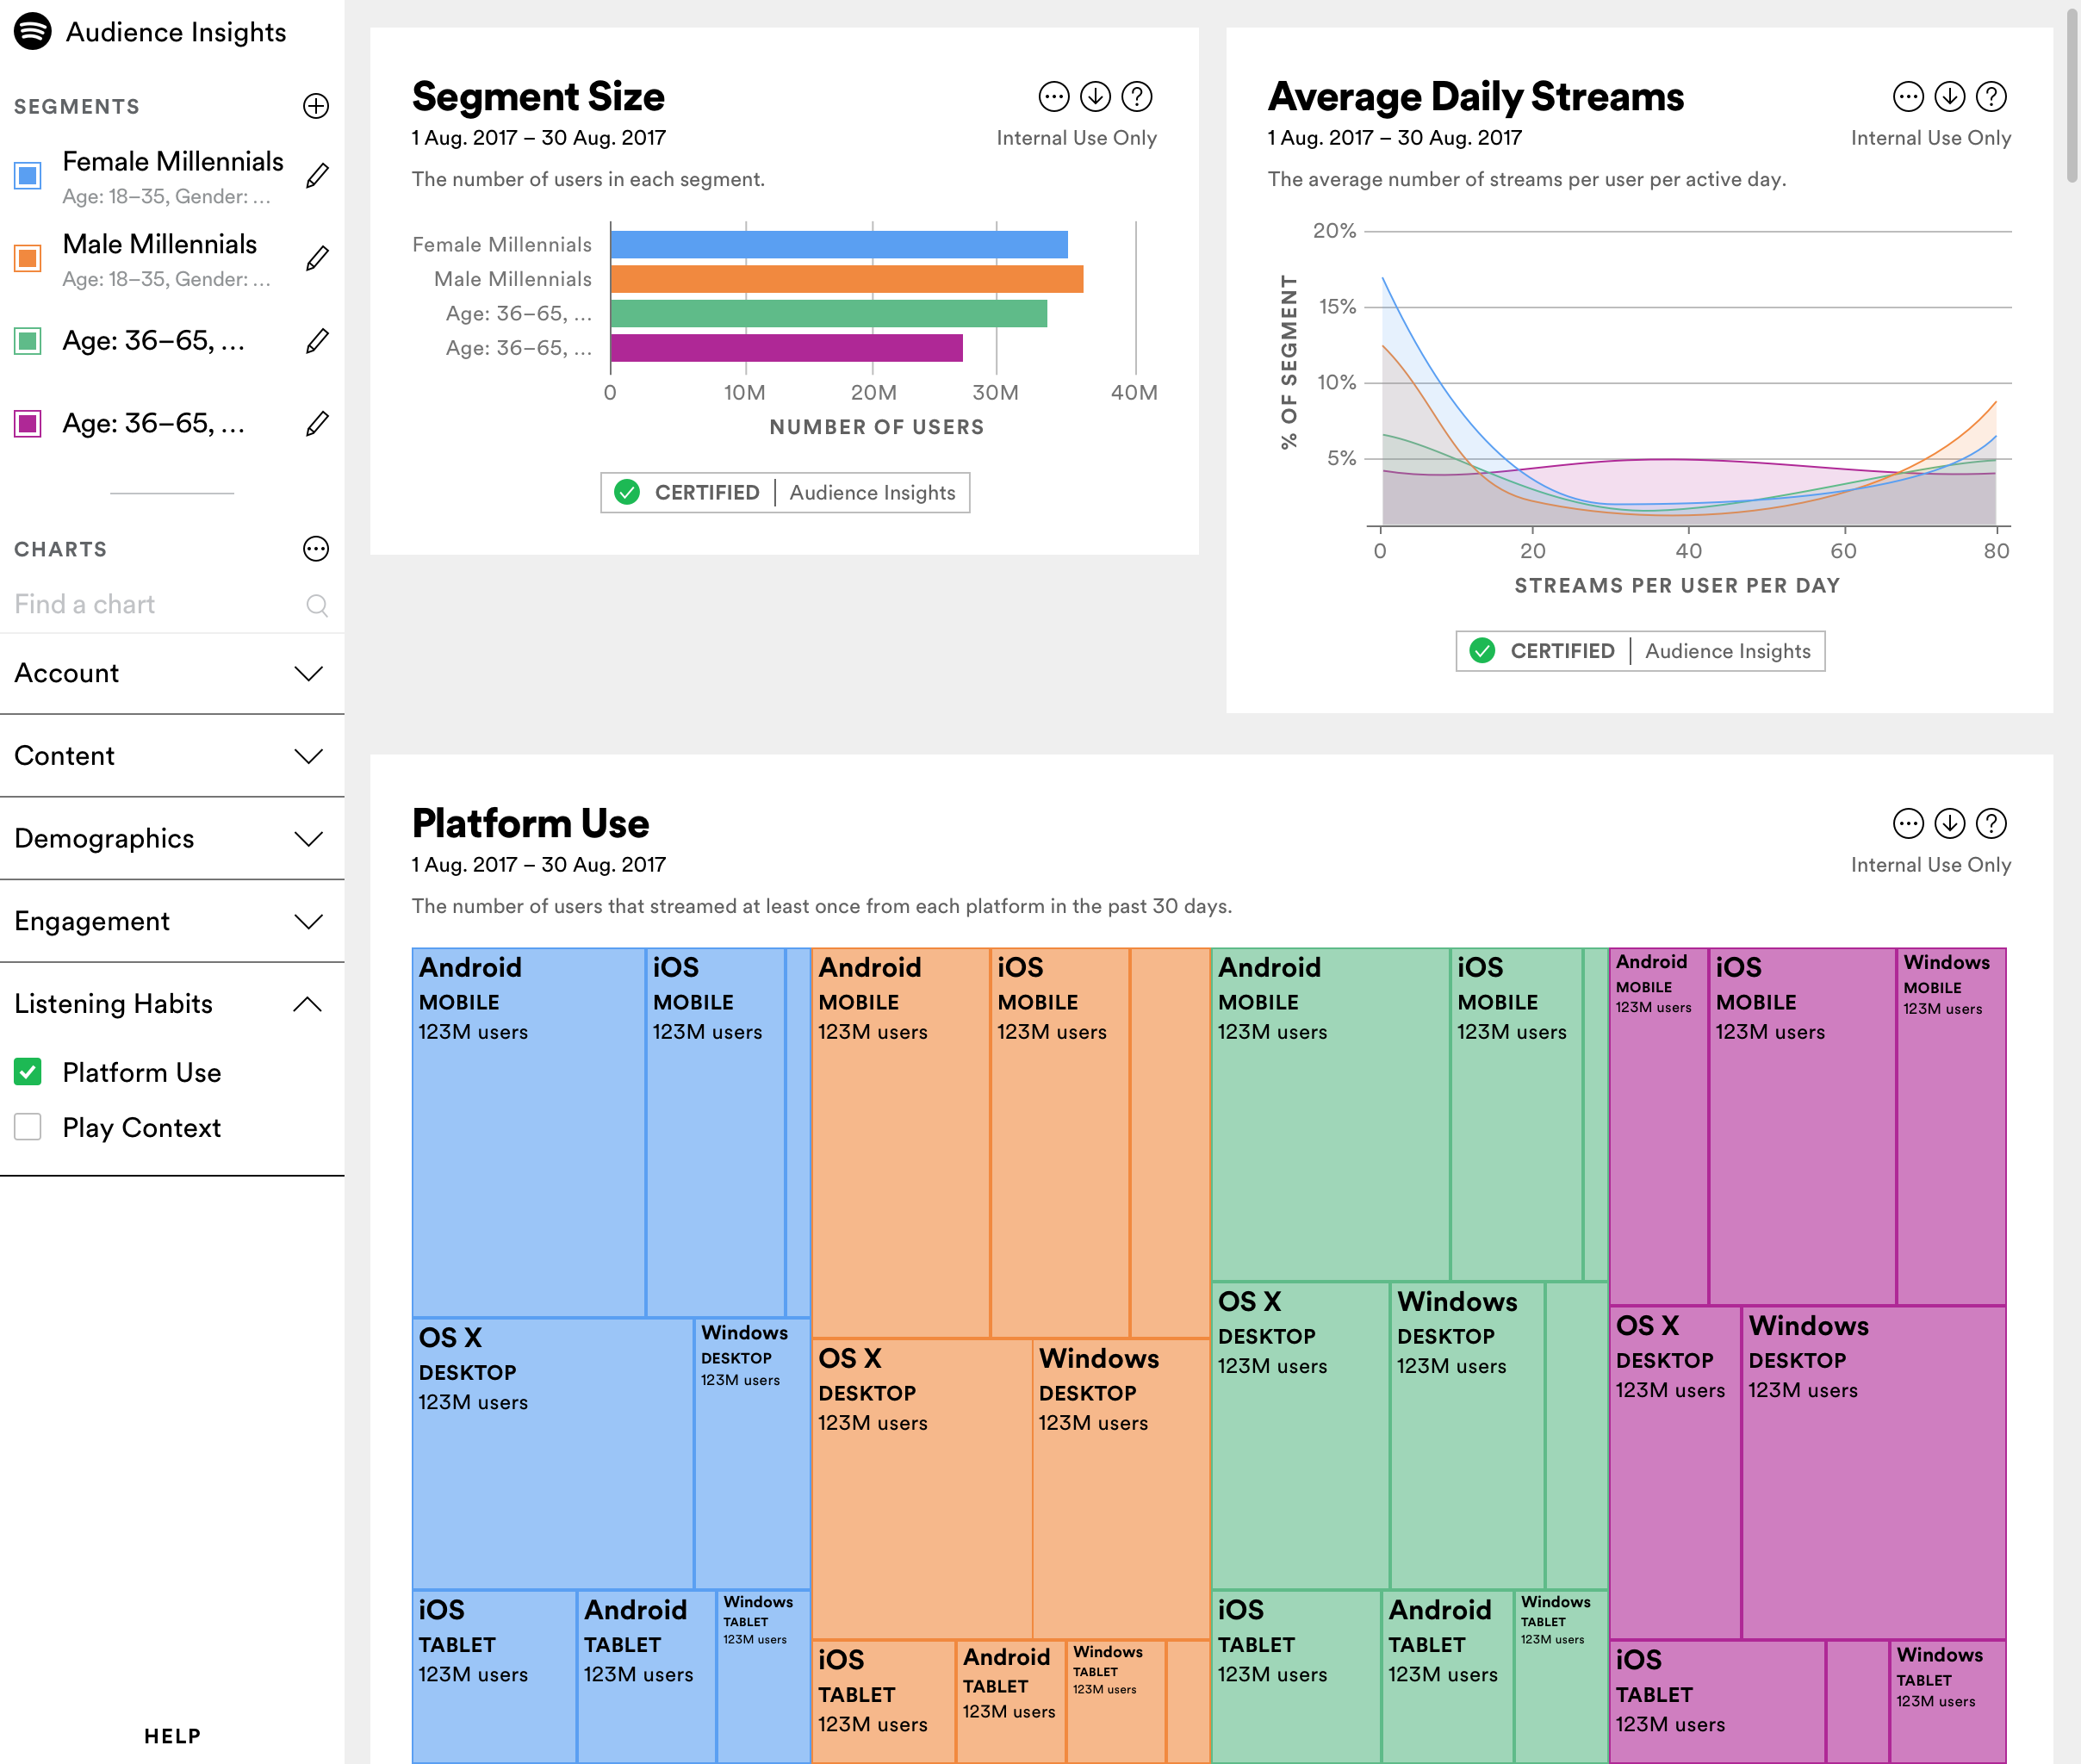 Audience Insights
SEGMENTS
Female Millennials
Age: 18–35, Gender: ...
Male Millennials
Age: 18–35, Gender: ...
Age: 36–65, ...
Age: 36–65, ...
CHARTS
Find a chart
Account
Content
Demographics
Engagement
Listening Habits
Platform Use
Play Context
HELP
Segment Size
1 Aug. 2017 – 30 Aug. 2017
Internal Use Only
The number of users in each segment.
Female Millennials
Male Millennials
Age: 36–65, ...
Age: 36–65, ...
0 10M 20M 30M 40M
NUMBER OF USERS
CERTIFIED | Audience Insights
Average Daily Streams
1 Aug. 2017 – 30 Aug. 2017
Internal Use Only
The average number of streams per user per active day.
% OF SEGMENT
20%
15%
10%
5%
0 20 40 60 80
STREAMS PER USER PER DAY
CERTIFIED | Audience Insights
Platform Use
1 Aug. 2017 – 30 Aug. 2017
Internal Use Only
The number of users that streamed at least once from each platform in the past 30 days.
Android
MOBILE
123M users
iOS
MOBILE
123M users
OS X
DESKTOP
123M users
Windows
DESKTOP
123M users
iOS
TABLET
123M users
Android
TABLET
123M users
Windows
TABLET
123M users
Android
MOBILE
123M users
iOS
MOBILE
123M users
OS X
DESKTOP
123M users
Windows
DESKTOP
123M users
iOS
TABLET
123M users
Android
TABLET
123M users
Windows
TABLET
123M users
Android
MOBILE
123M users
iOS
MOBILE
123M users
OS X
DESKTOP
123M users
Windows
DESKTOP
123M users
iOS
TABLET
123M users
Android
TABLET
123M users
Windows
TABLET
123M users
Android
MOBILE
123M users
iOS
MOBILE
123M users
Windows
MOBILE
123M users
OS X
DESKTOP
123M users
Windows
DESKTOP
123M users
iOS
TABLET
123M users
Windows
TABLET
123M users